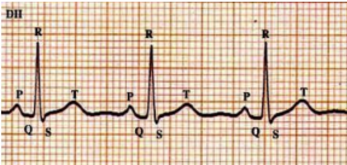 DII
R R R
P T P T P T
Q S Q S Q S